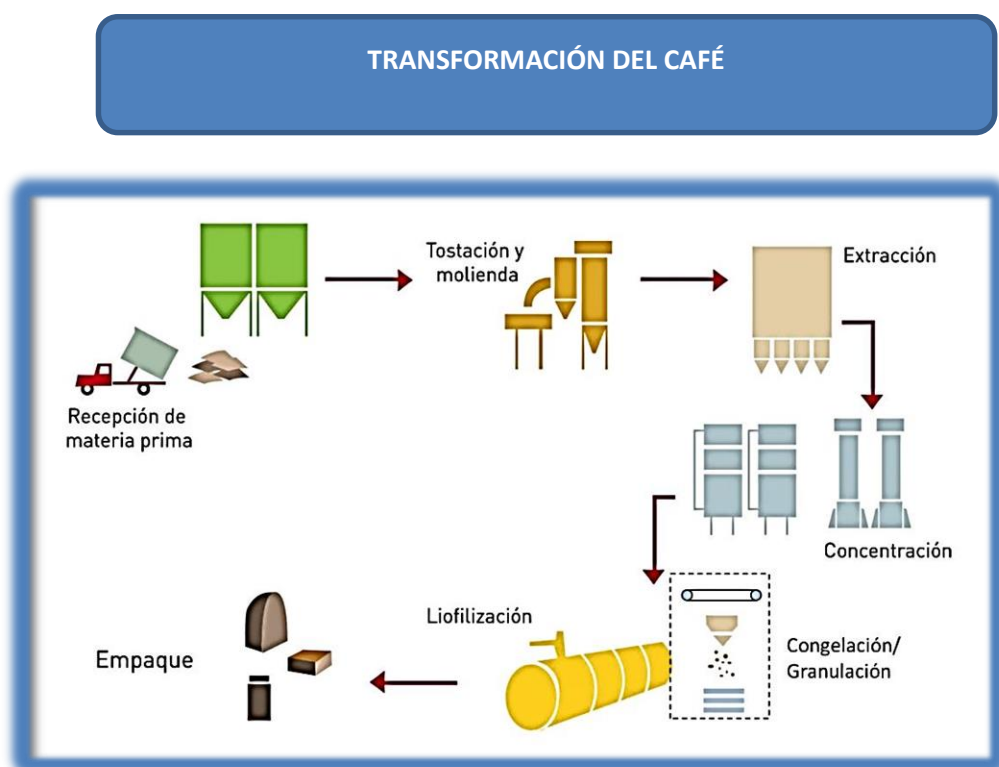 TRANSFORMACIÓN DEL CAFÉ
Tostación y
molienda
Extracción
Recepción de
materia prima
Concentración
Liofilización
Congelación/
Granulación
Empaque